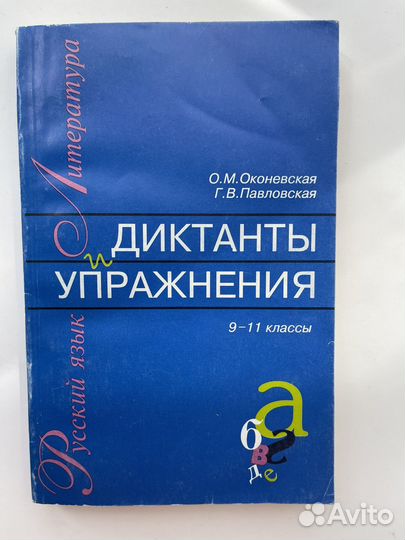 О.М.Оконевская
Г.В.Павловская
Русский язык Литература
ДИКТАНТЫ
и
УПРАЖНЕНИЯ
9–11 классы
а
б в г
д е
Avito